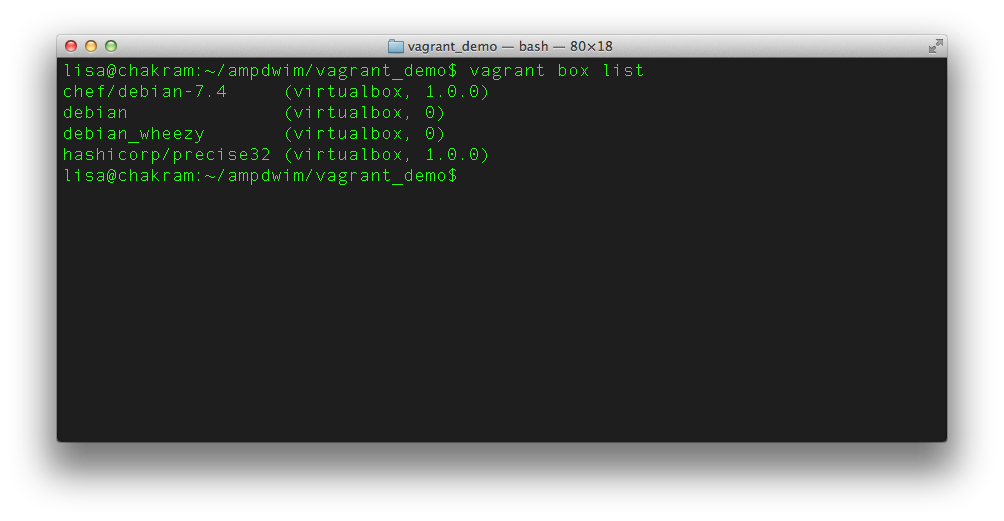 vagrant_demo — bash — 80×18
lisa@chakram:~/ampdwim/vagrant_demo$ vagrant box list
chef/debian-7.4      (virtualbox, 1.0.0)
debian               (virtualbox, 0)
debian_wheezy        (virtualbox, 0)
hashicorp/precise32 (virtualbox, 1.0.0)
lisa@chakram:~/ampdwim/vagrant_demo$